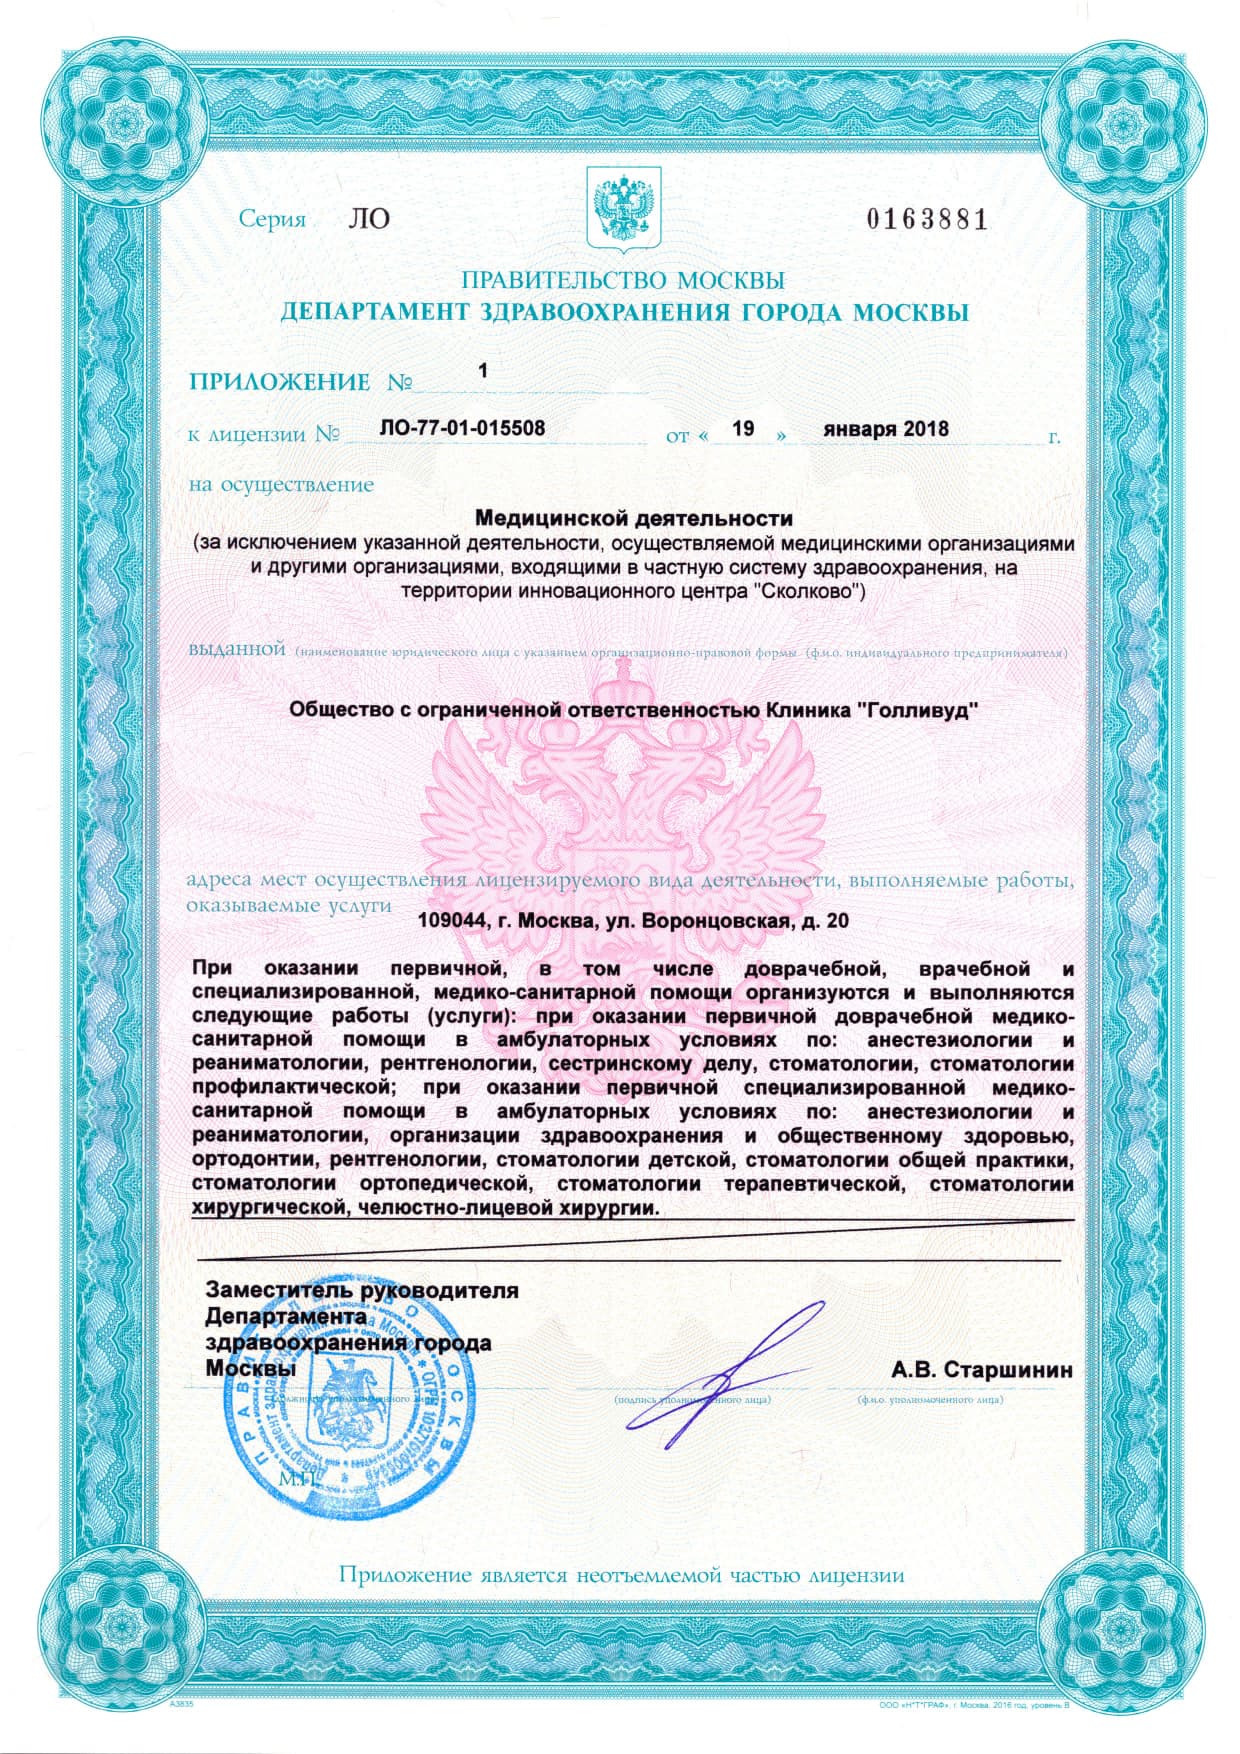 Серия ЛО 0163881
ПРАВИТЕЛЬСТВО МОСКВЫ
ДЕПАРТАМЕНТ ЗДРАВООХРАНЕНИЯ ГОРОДА МОСКВЫ
ПРИЛОЖЕНИЕ № 1
к лицензии № ЛО-77-01-015508 от « 19 » января 2018 г.
на осуществление
Медицинской деятельности
(за исключением указанной деятельности, осуществляемой медицинскими организациями
и другими организациями, входящими в частную систему здравоохранения, на
территории инновационного центра "Сколково")
выданной (наименование юридического лица с указанием организационно-правовой формы (ф.и.о. индивидуального предпринимателя)
Общество с ограниченной ответственностью Клиника "Голливуд"
адреса мест осуществления лицензируемого вида деятельности, выполняемые работы,
оказываемые услуги
109044, г. Москва, ул. Воронцовская, д. 20
При оказании первичной, в том числе доврачебной, врачебной и
специализированной, медико-санитарной помощи организуются и выполняются
следующие работы (услуги): при оказании первичной доврачебной медико-
санитарной помощи в амбулаторных условиях по: анестезиологии и
реаниматологии, рентгенологии, сестринскому делу, стоматологии, стоматологии
профилактической; при оказании первичной специализированной медико-
санитарной помощи в амбулаторных условиях по: анестезиологии и
реаниматологии, организации здравоохранения и общественному здоровью,
ортодонтии, рентгенологии, стоматологии детской, стоматологии общей практики,
стоматологии ортопедической, стоматологии терапевтической, стоматологии
хирургической, челюстно-лицевой хирургии.
Заместитель руководителя
Департамента
здравоохранения города
Москвы
А.В. Старшинин
(подпись уполномоченного лица) (ф.и.о. уполномоченного лица)
ПРАВИТЕЛЬСТВО МОСКВЫ
Департамент здравоохранения города Москвы
М.П.
Приложение является неотъемлемой частью лицензии
А3835
ООО «Н*Т*ГРАФ», г. Москва, 2016 год, уровень В